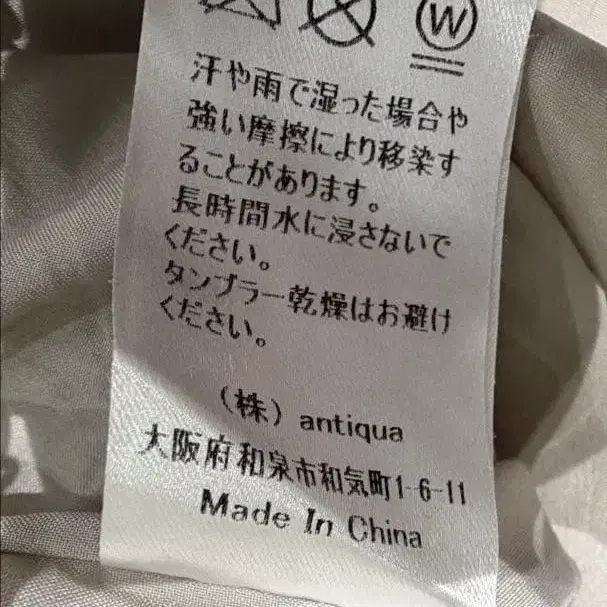 W
汗や雨で湿った場合や
強い摩擦により移染す
ることがあります。
長時間水に浸さないで
ください。
タンブラー乾燥はお避け
ください。
(株) antiqua
大阪府和泉市和気町1-6-11
Made In China